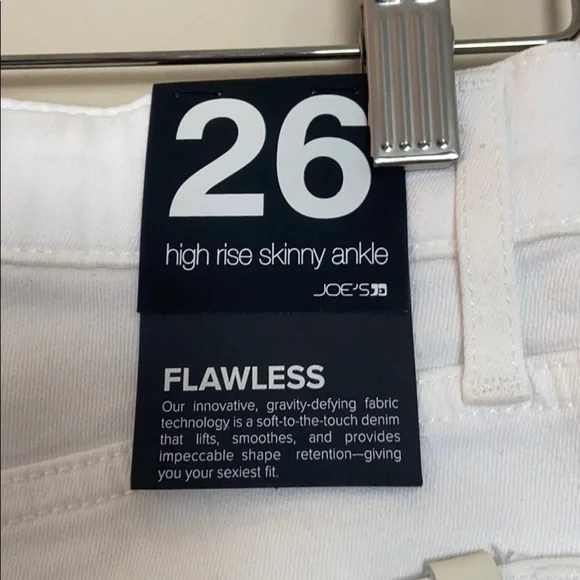 26
high rise skinny ankle
JOE'S
FLAWLESS
Our innovative, gravity-defying fabric
technology is a soft-to-the-touch denim
that lifts, smoothes, and provides
impeccable shape retention—giving
you your sexiest fit.